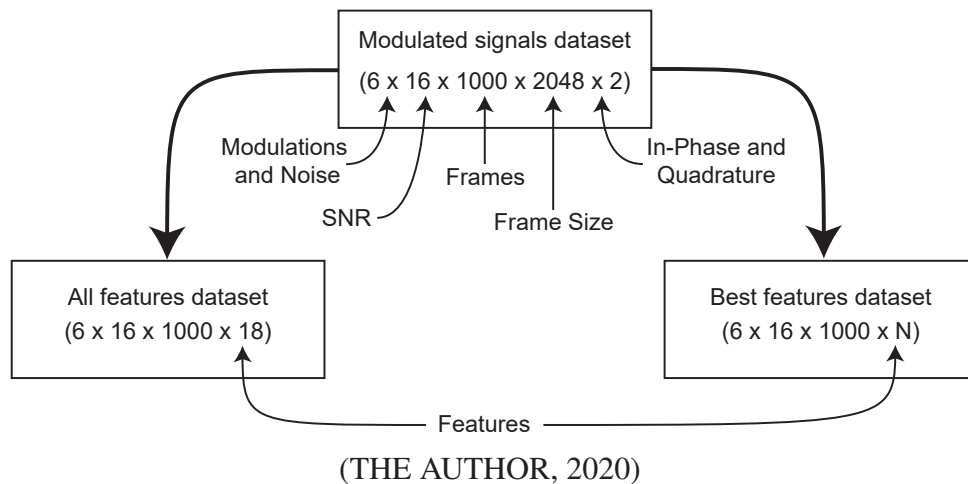 Modulated signals dataset
(6 x 16 x 1000 x 2048 x 2)
Modulations
and Noise
SNR
Frames
Frame Size
In-Phase and
Quadrature
All features dataset
(6 x 16 x 1000 x 18)
Best features dataset
(6 x 16 x 1000 x N)
Features
(THE AUTHOR, 2020)